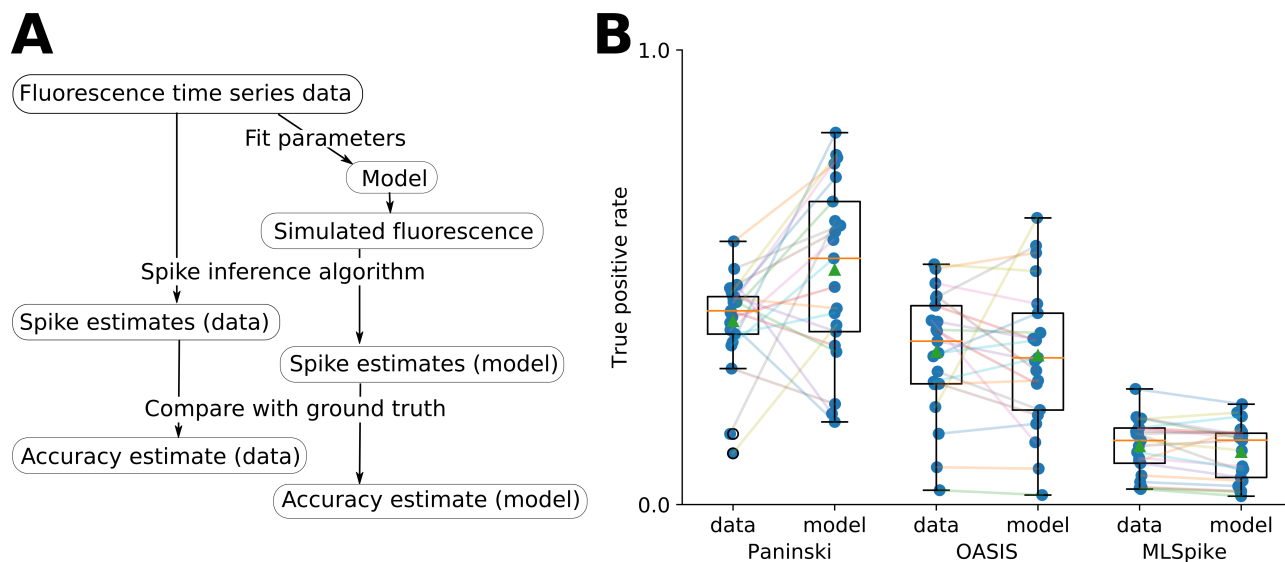 A
Fluorescence time series data
Fit parameters
Model
Simulated fluorescence
Spike inference algorithm
Spike estimates (data)
Spike estimates (model)
Compare with ground truth
Accuracy estimate (data)
Accuracy estimate (model)
B
1.0
True positive rate
0.0
data model data model data model
Paninski OASIS MLSpike